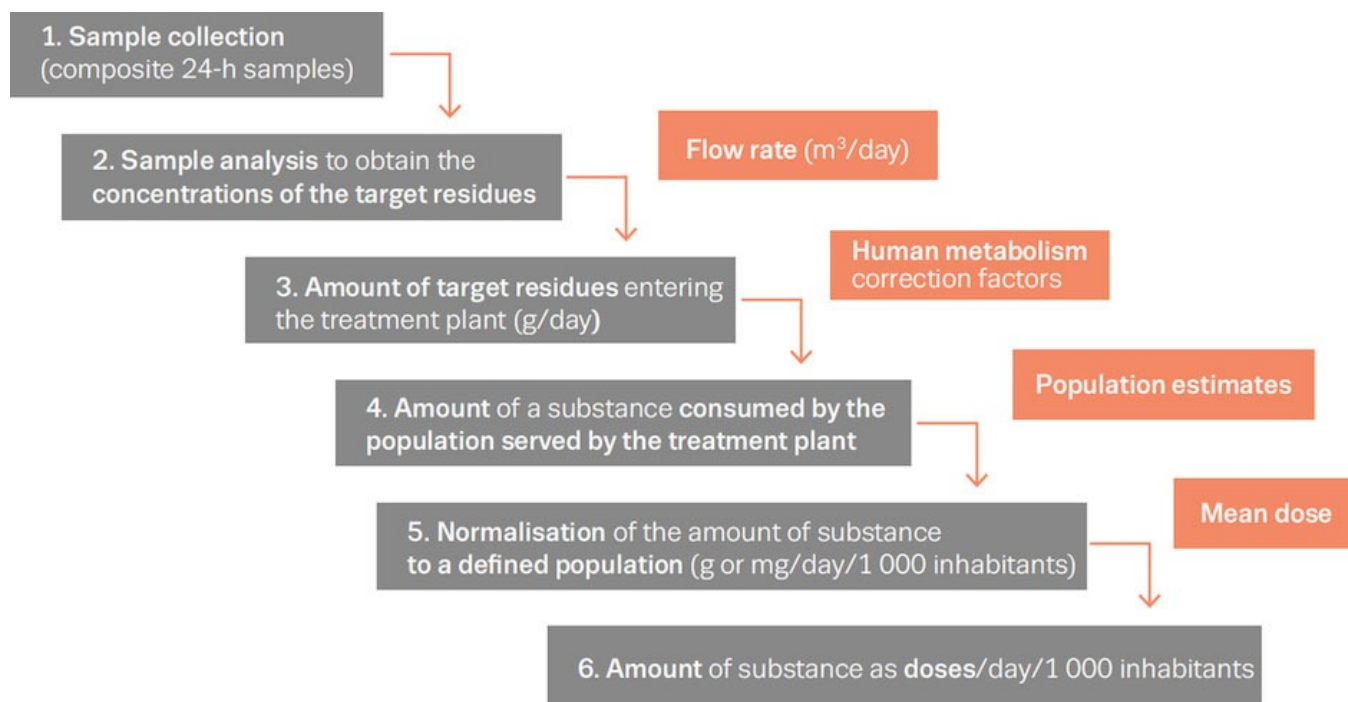 1. Sample collection
(composite 24-h samples)
2. Sample analysis to obtain the
concentrations of the target residues
Flow rate (m³/day)
3. Amount of target residues entering
the treatment plant (g/day)
Human metabolism
correction factors
4. Amount of a substance consumed by the
population served by the treatment plant
Population estimates
5. Normalisation of the amount of substance
to a defined population (g or mg/day/1 000 inhabitants)
Mean dose
6. Amount of substance as doses/day/1 000 inhabitants